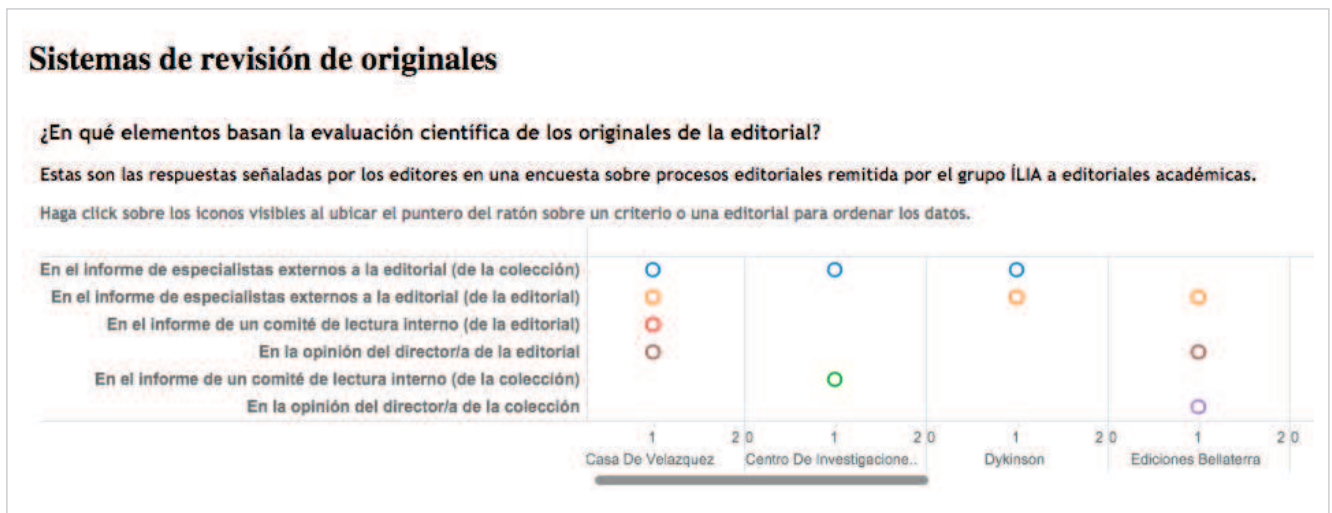 Sistemas de revisión de originales
¿En qué elementos basan la evaluación científica de los originales de la editorial?
Estas son las respuestas señaladas por los editores en una encuesta sobre procesos editoriales remitida por el grupo ÍLIA a editoriales académicas.
Haga click sobre los iconos visibles al ubicar el puntero del ratón sobre un criterio o una editorial para ordenar los datos.
En el informe de especialistas externos a la editorial (de la colección)
En el informe de especialistas externos a la editorial (de la editorial)
En el informe de un comité de lectura interno (de la editorial)
En la opinión del director/a de la editorial
En el informe de un comité de lectura interno (de la colección)
En la opinión del director/a de la colección
1 2 0 1 2 0 1 2 0 1 2 0
Casa De Velazquez Centro De Investigacione.. Dykinson Ediciones Bellaterra